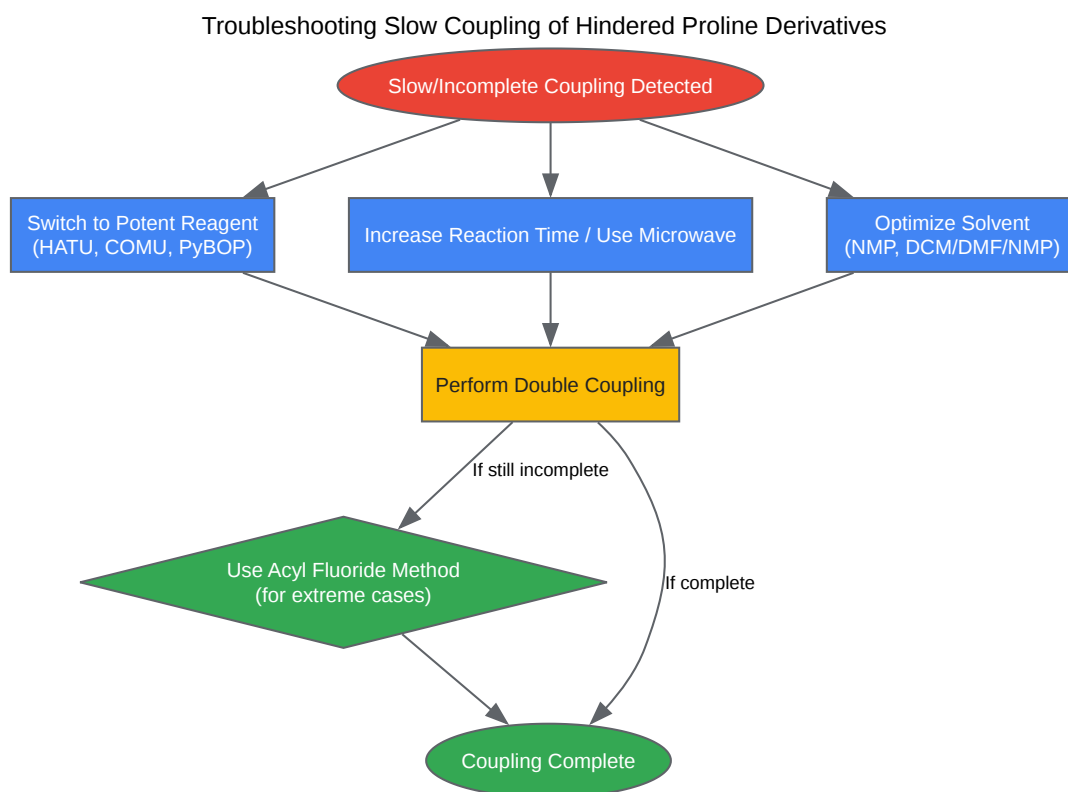 Troubleshooting Slow Coupling of Hindered Proline Derivatives
Slow/Incomplete Coupling Detected
Switch to Potent Reagent
(HATU, COMU, PyBOP)
Increase Reaction Time / Use Microwave
Optimize Solvent
(NMP, DCM/DMF/NMP)
Perform Double Coupling
If still incomplete
Use Acyl Fluoride Method
(for extreme cases)
If complete
Coupling Complete